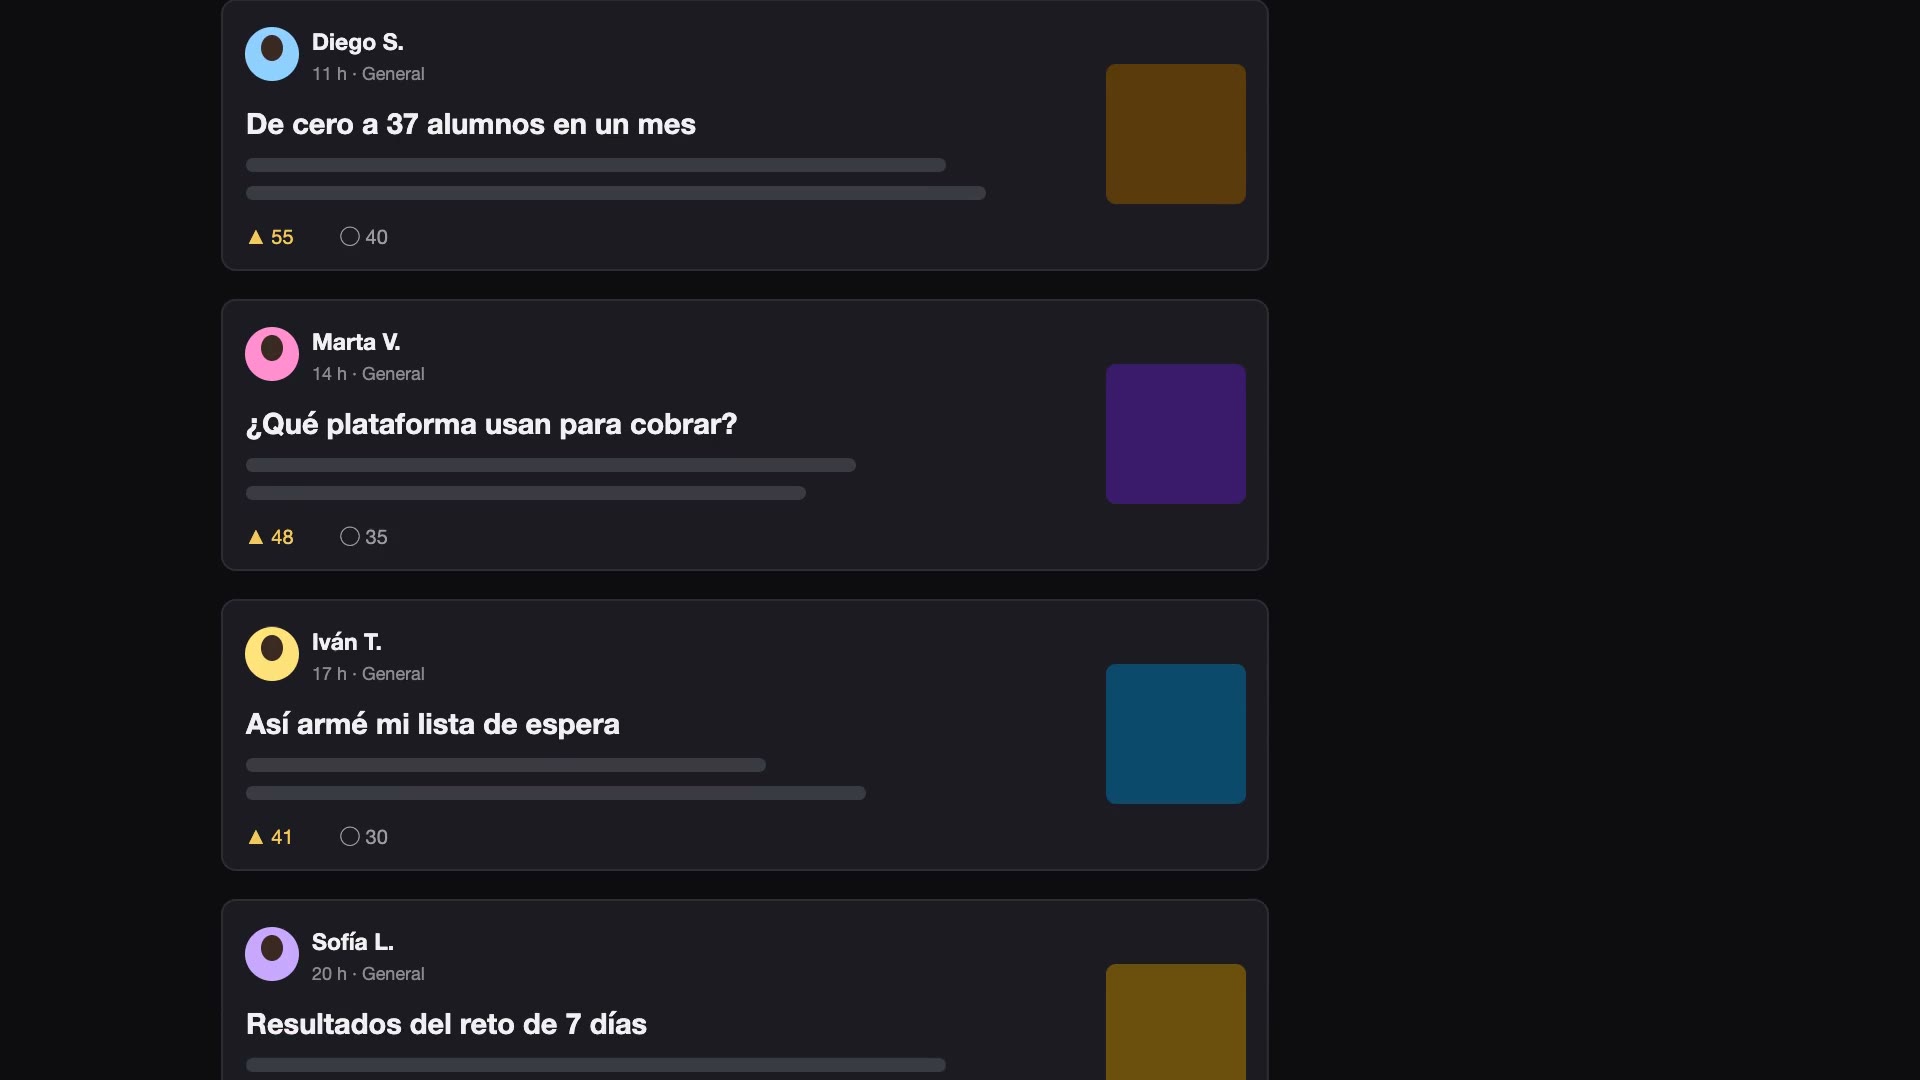 Diego S.
11 h · General
De cero a 37 alumnos en un mes
▲ 55 ◯ 40
Marta V.
14 h · General
¿Qué plataforma usan para cobrar?
▲ 48 ◯ 35
Iván T.
17 h · General
Así armé mi lista de espera
▲ 41 ◯ 30
Sofía L.
20 h · General
Resultados del reto de 7 días